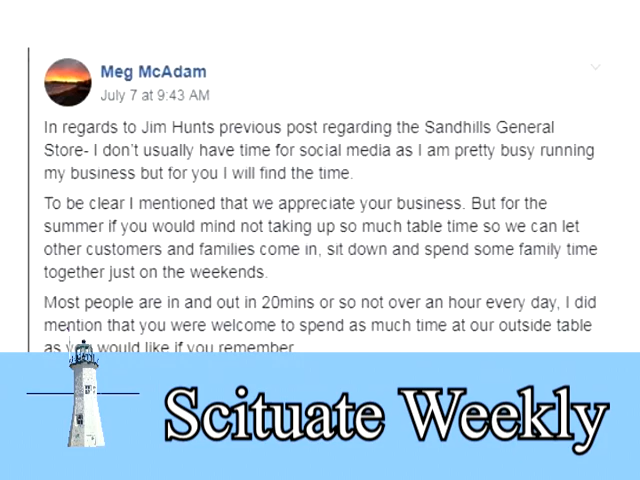 Meg McAdam
July 7 at 9:43 AM
In regards to Jim Hunts previous post regarding the Sandhills General
Store- I don't usually have time for social media as I am pretty busy running
my business but for you I will find the time.
To be clear I mentioned that we appreciate your business. But for the
summer if you would mind not taking up so much table time so we can let
other customers and families come in, sit down and spend some family time
together just on the weekends.
Most people are in and out in 20mins or so not over an hour every day, I did
mention that you were welcome to spend as much time at our outside table
as you would like if you remember
Scituate Weekly